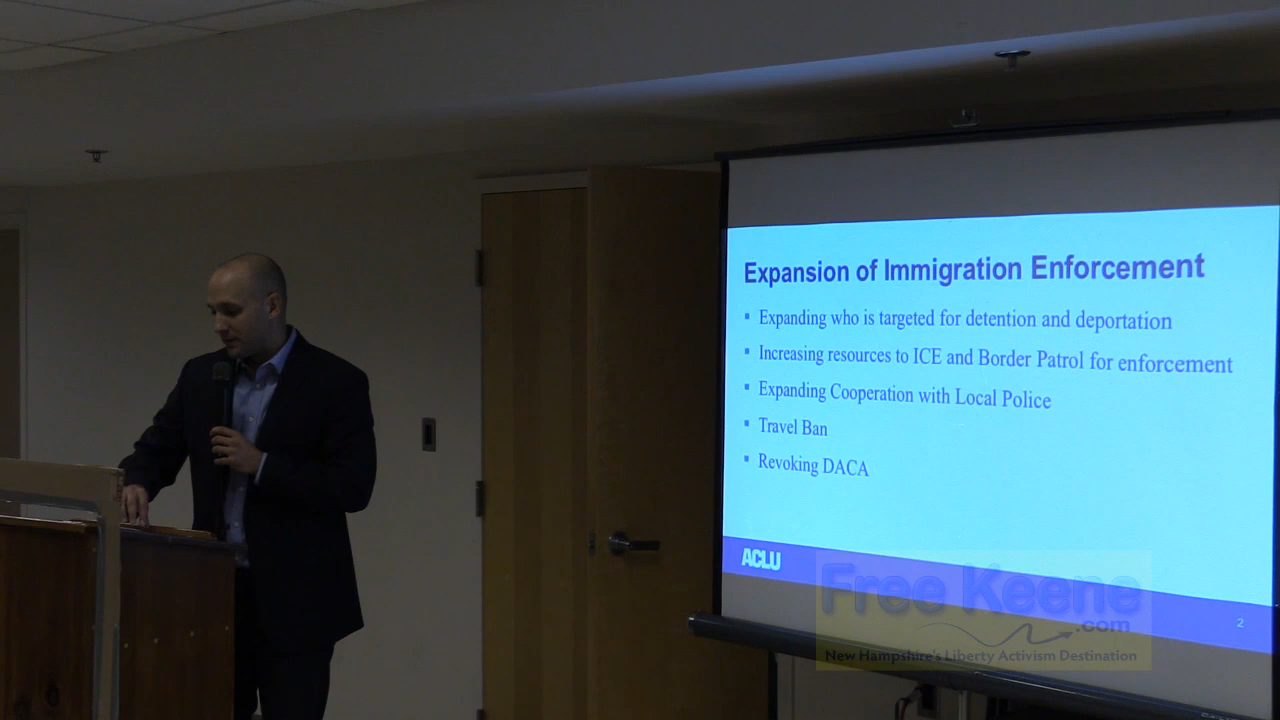 Expansion of Immigration Enforcement
▪ Expanding who is targeted for detention and deportation
▪ Increasing resources to ICE and Border Patrol for enforcement
▪ Expanding Cooperation with Local Police
▪ Travel Ban
▪ Revoking DACA
ACLU
2
Free Keene
.com
New Hampshire's Liberty Activism Destination